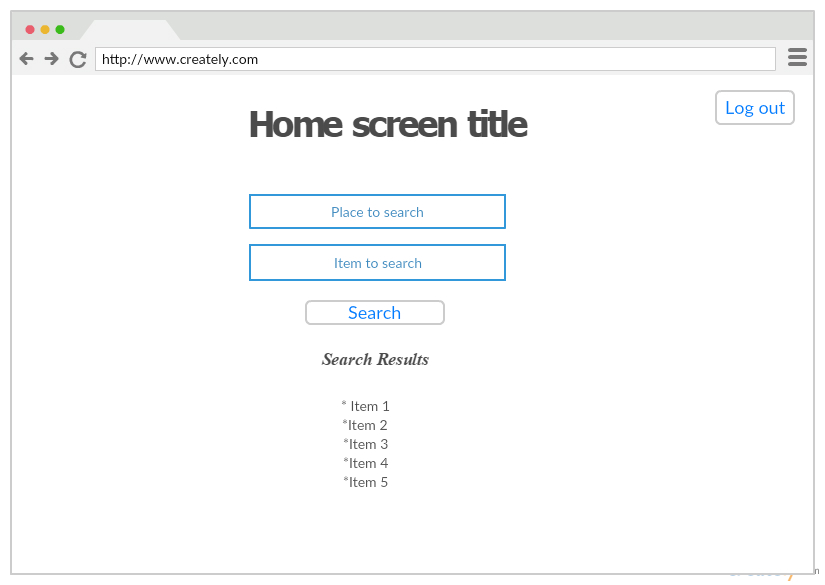 http://www.creately.com
Log out
Home screen title
Place to search
Item to search
Search
Search Results
* Item 1
*Item 2
*Item 3
*Item 4
*Item 5